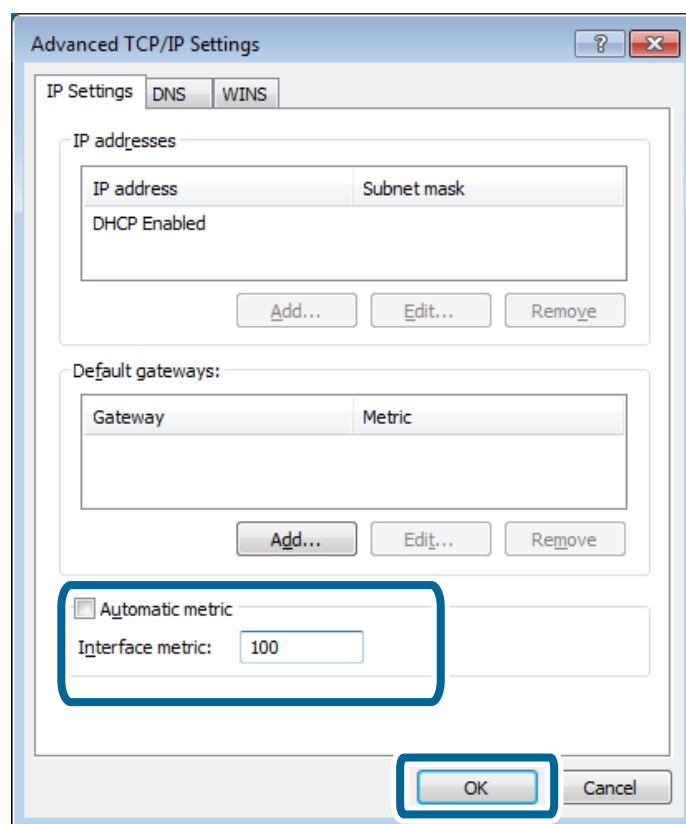 Advanced TCP/IP Settings
?
IP Settings DNS WINS
IP addresses
IP address Subnet mask
DHCP Enabled
Add... Edit... Remove
Default gateways:
Gateway Metric
Add... Edit... Remove
Automatic metric
Interface metric: 100
OK Cancel